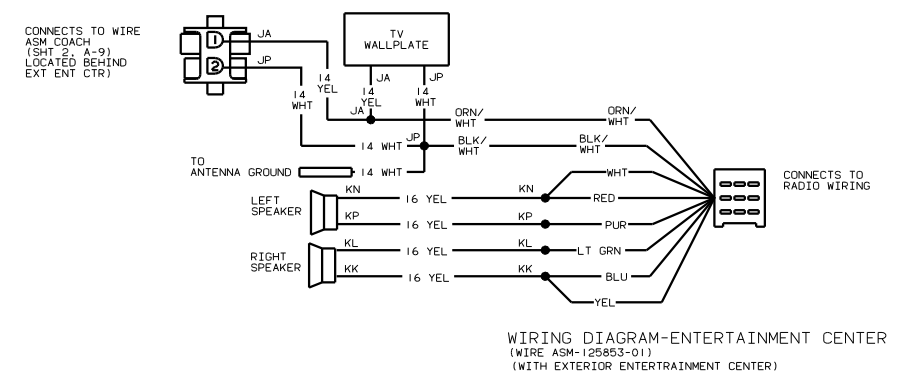 CONNECTS TO WIRE
ASM COACH
(SHT 2, A-9)
LOCATED BEHIND
EXT ENT CTR)
1
2
JA
JP
TV
WALLPLATE
14
YEL
14
WHT
JA
JP
14
YEL
14
WHT
JA
ORN/
WHT
ORN/
WHT
14 WHT
JP
BLK/
WHT
BLK/
WHT
TO
ANTENNA GROUND
14 WHT
WHT
CONNECTS TO
RADIO WIRING
LEFT
SPEAKER
KN
16 YEL
KN
RED
KP
16 YEL
KP
PUR
RIGHT
SPEAKER
KL
16 YEL
KL
LT GRN
KK
16 YEL
KK
BLU
YEL
WIRING DIAGRAM-ENTERTAINMENT CENTER
(WIRE ASM-125853-01)
(WITH EXTERIOR ENTERTRAINMENT CENTER)